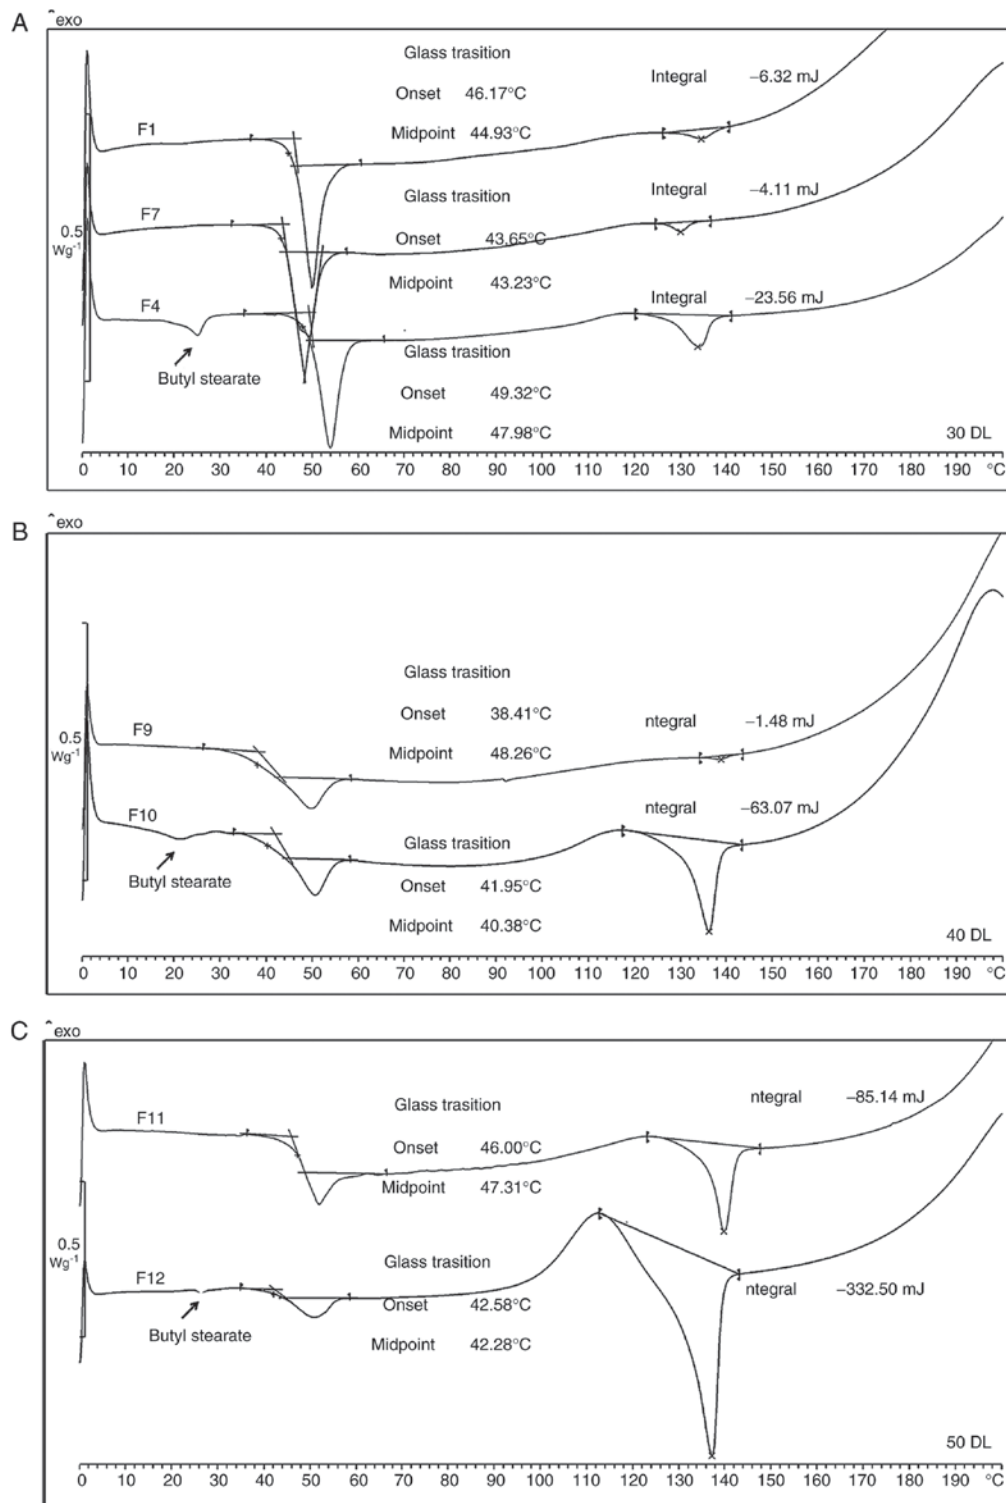 A
^exo
Glass trasition
Integral −6.32 mJ
Onset 46.17°C
F1
Midpoint 44.93°C
Glass trasition
Integral −4.11 mJ
F7
0.5
Wg-1
Onset 43.65°C
Midpoint 43.23°C
Integral −23.56 mJ
F4
Glass trasition
Butyl stearate
Onset 49.32°C
Midpoint 47.98°C
30 DL
0 10 20 30 40 50 60 70 80 90 100 110 120 130 140 150 160 170 180 190 °C
B
^exo
Glass trasition
Onset 38.41°C
ntegral −1.48 mJ
F9
0.5
Wg-1
Midpoint 48.26°C
ntegral −63.07 mJ
F10
Glass trasition
Butyl stearate
Onset 41.95°C
Midpoint 40.38°C
40 DL
0 10 20 30 40 50 60 70 80 90 100 110 120 130 140 150 160 170 180 190 °C
C
^exo
ntegral −85.14 mJ
Glass trasition
F11
Onset 46.00°C
Midpoint 47.31°C
0.5
Wg-1
Glass trasition
F12
ntegral −332.50 mJ
Onset 42.58°C
Butyl stearate
Midpoint 42.28°C
50 DL
0 10 20 30 40 50 60 70 80 90 100 110 120 130 140 150 160 170 180 190 °C